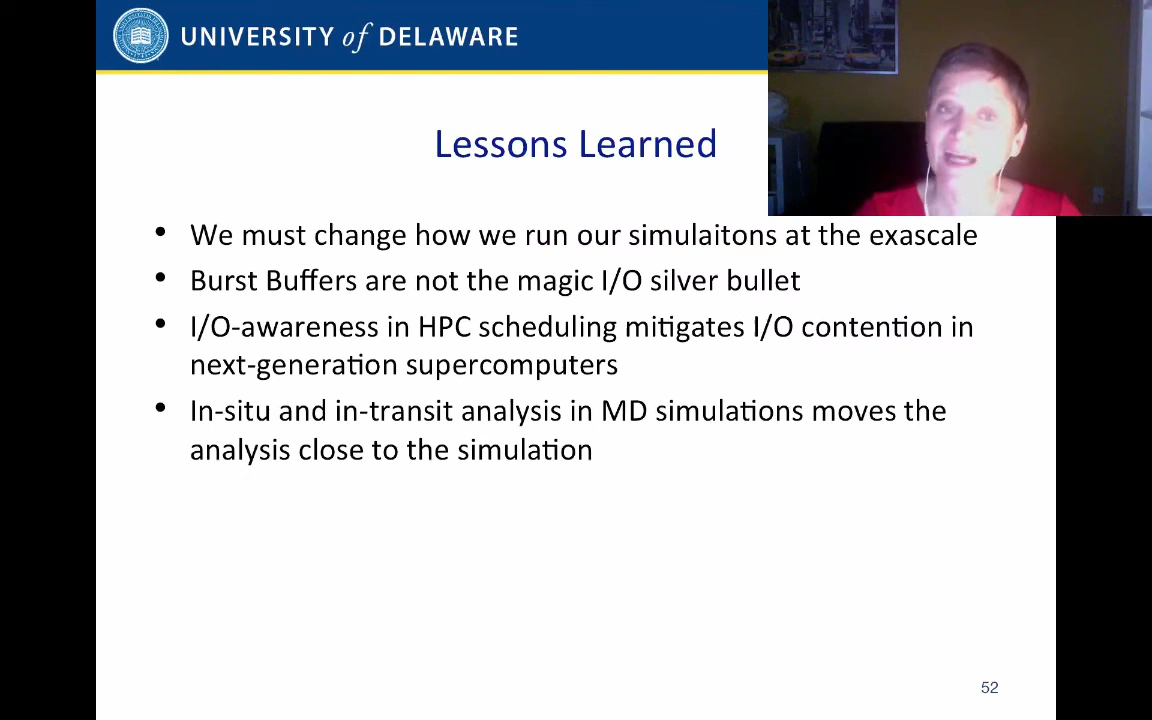 UNIVERSITY of DELAWARE
Lessons Learned
• We must change how we run our simulaitons at the exascale
• Burst Buffers are not the magic I/O silver bullet
• I/O-awareness in HPC scheduling mitigates I/O contention in
next-generation supercomputers
• In-situ and in-transit analysis in MD simulations moves the
analysis close to the simulation
52